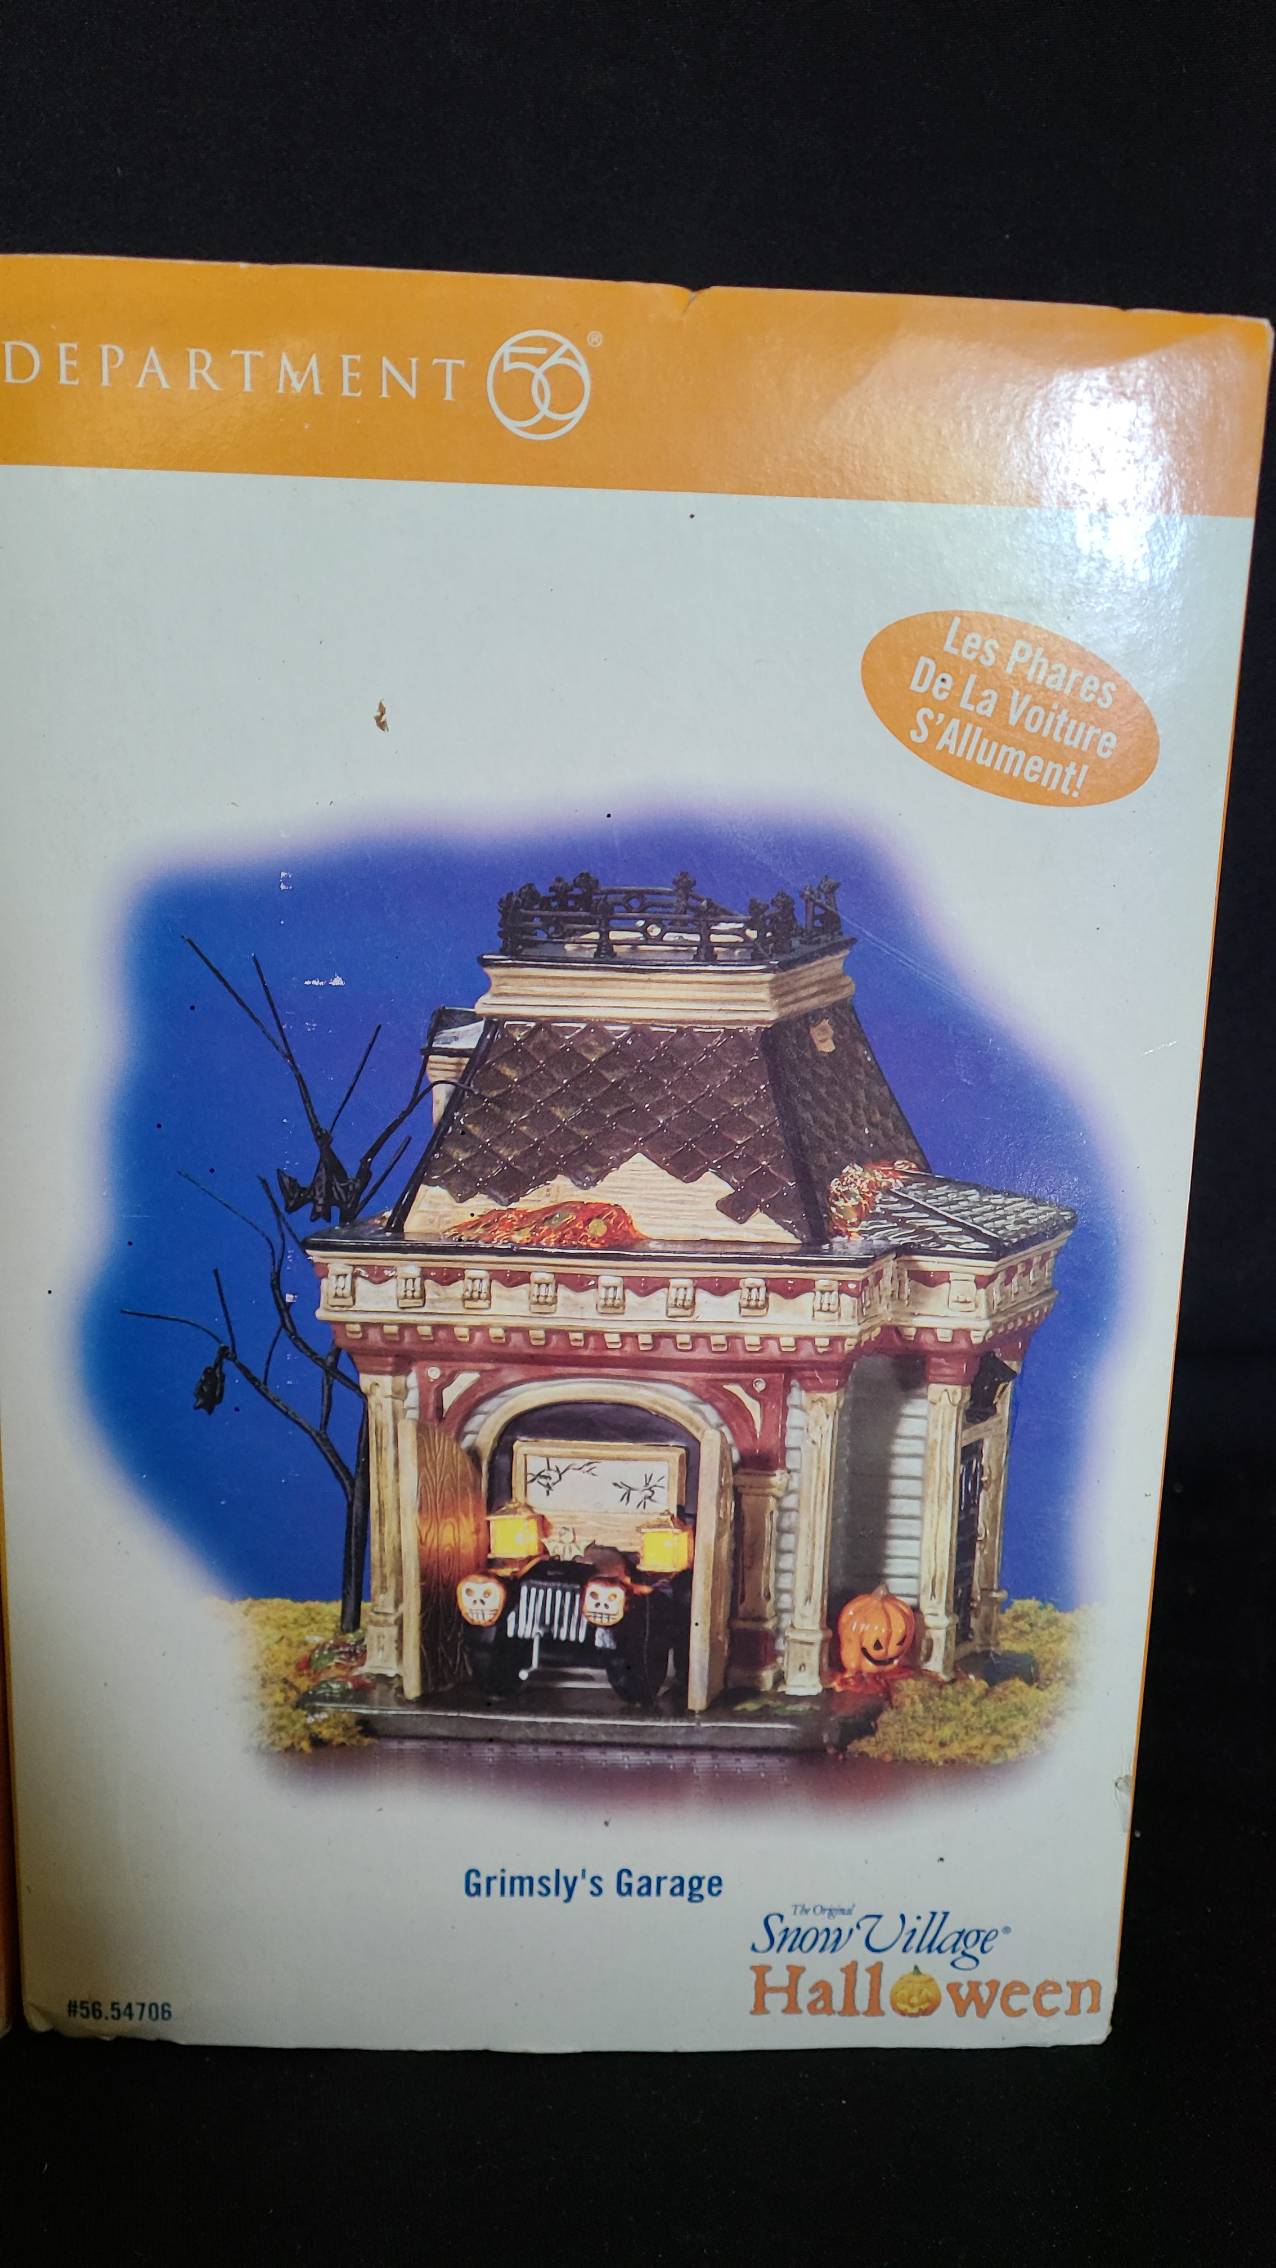 DEPARTMENT 56®
Les Phares
De La Voiture
S'Allument!
Grimsly's Garage
The Original
Snow Village®
Halloween
#56.54706